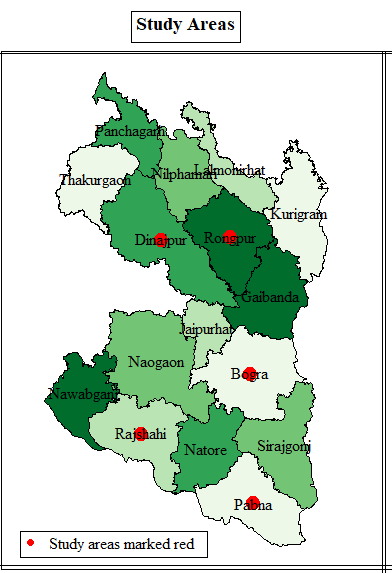 Study Areas
Panchagarh
Nilphamari
Lalmonirhat
Thakurgaon
Kurigram
Dinajpur
Rongpur
Gaibanda
Jaipurhat
Naogaon
Bogra
Nawabganj
Rajshahi
Natore
Sirajgonj
Pabna
Study areas marked red